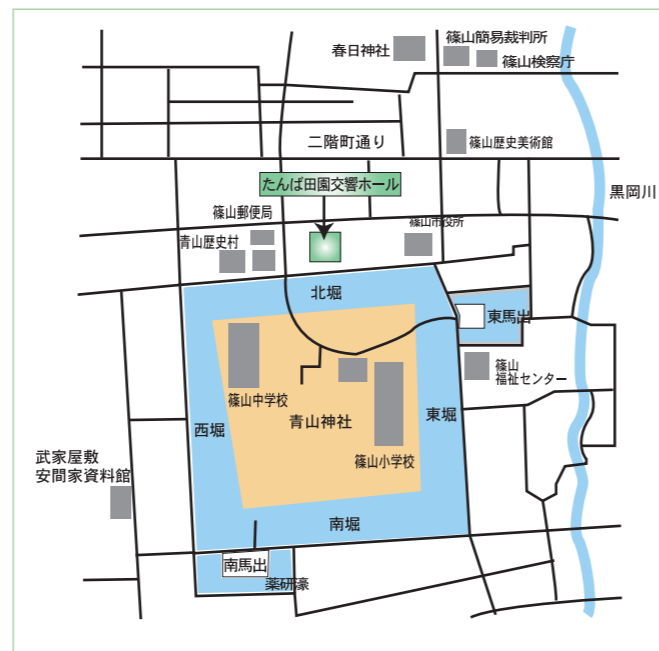 篠山簡易裁判所
春日神社
篠山検察庁
二階町通り
篠山歴史美術館
たんば田園交響ホール
黒岡川
篠山郵便局
篠山市役所
青山歴史村
北堀
東馬出
篠山
福祉センター
篠山中学校
青山神社
東堀
西堀
武家屋敷
安間家資料館
篠山小学校
南堀
南馬出
薬研濠